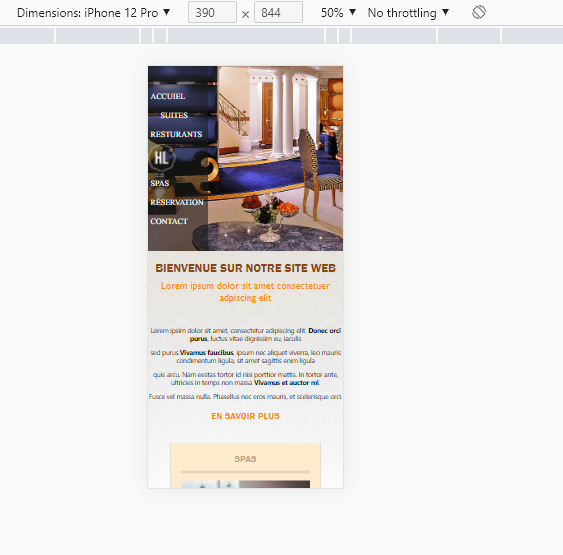 Dimensions: iPhone 12 Pro ▼ 390 × 844 50% ▼ No throttling ▼
ACCUIEL
SUITES
RESTURANTS
HL
SPAS
RÉSERVATION
CONTACT
BIENVENUE SUR NOTRE SITE WEB
Lorem ipsum dolor sit amet consectetuer
adpiscing elit
Lorem ipsum dolor sit amet, consectetur adipiscing elit. Donec orci
purus, luctus vitae dignissim eu, iaculis
sed purus.Vivamus faucibus, ipsum nec aliquet viverra, leo mauris
condimentum ligula, sit amet sagittis enim ligula
quis arcu. Nam eestas tortor id nisi porttior mattis. In tortor ante,
ultricies in temps non massa Vivamus et auctor mi.
Fusce vel massa nulla. Phasellus nec eros mauris, et scelerisque orci.
EN SAVOIR PLUS
SPAS